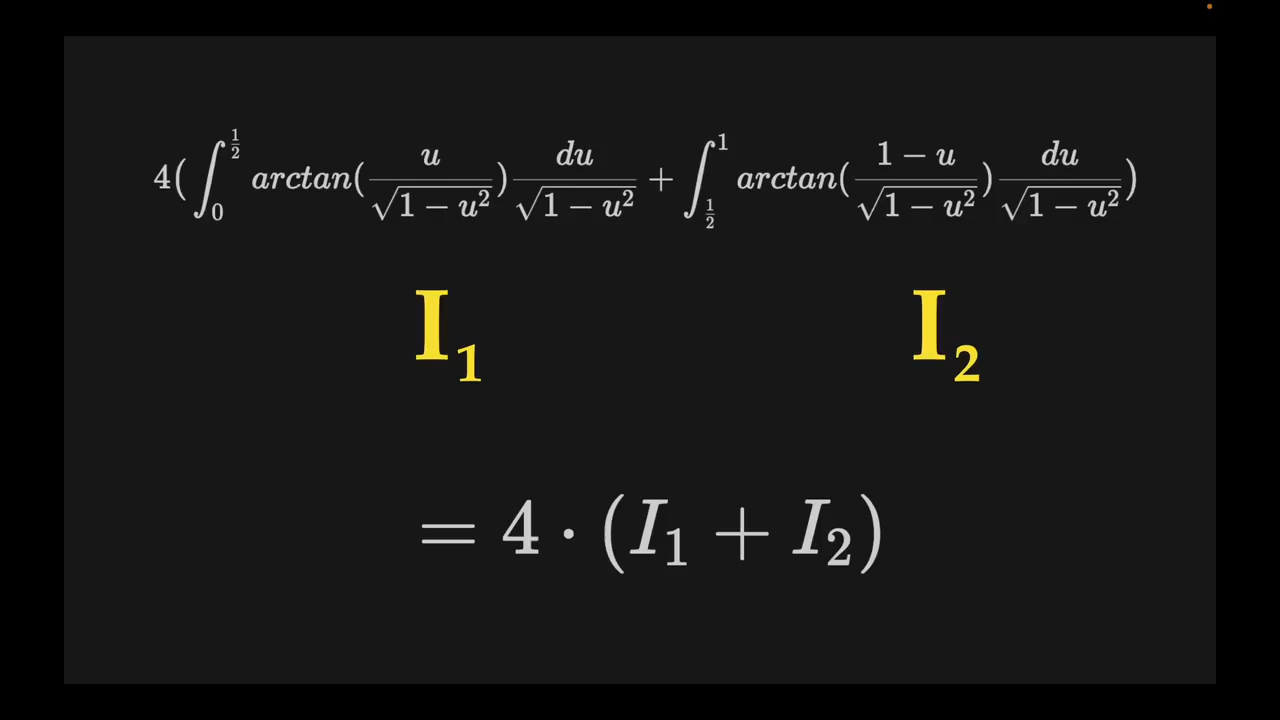 4(∫₀^{1/2} arctan(u/√(1−u²)) du/√(1−u²) + ∫_{1/2}^{1} arctan((1−u)/√(1−u²)) du/√(1−u²))
I₁ I₂
= 4 · (I₁ + I₂)